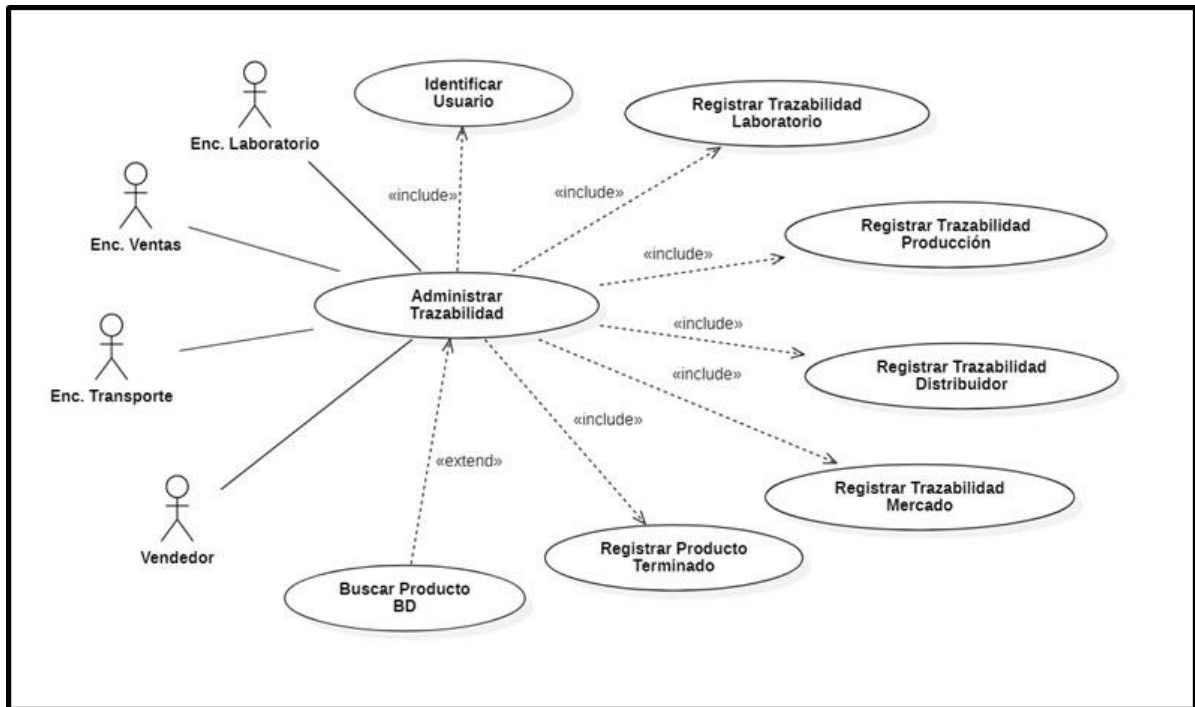 Identificar
Usuario
Registrar Trazabilidad
Laboratorio
Enc. Laboratorio
«include»
«include»
Enc. Ventas
Registrar Trazabilidad
Producción
«include»
Administrar
Trazabilidad
«include»
Registrar Trazabilidad
Distribuidor
«include»
Enc. Transporte
«include»
«extend»
Registrar Trazabilidad
Mercado
Vendedor
Registrar Producto
Terminado
Buscar Producto
BD